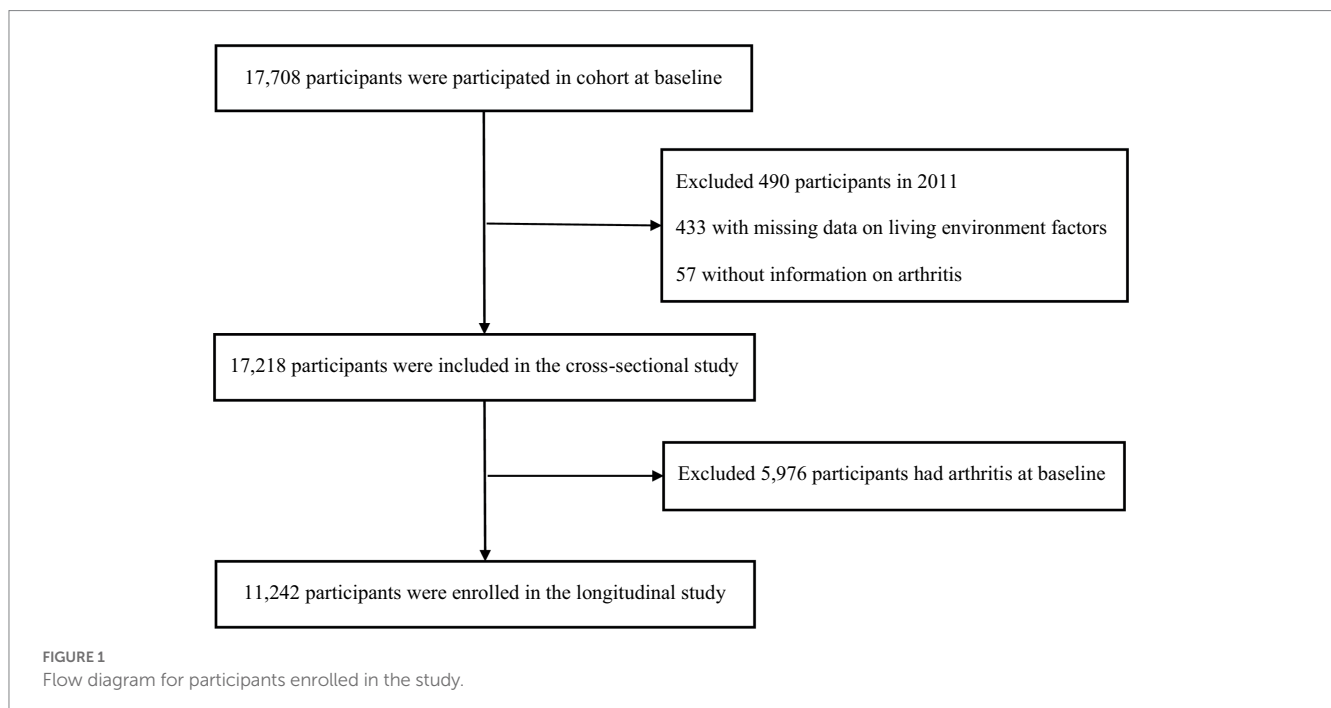 17,708 participants were participated in cohort at baseline
Excluded 490 participants in 2011
433 with missing data on living environment factors
57 without information on arthritis
17,218 participants were included in the cross-sectional study
Excluded 5,976 participants had arthritis at baseline
11,242 participants were enrolled in the longitudinal study
FIGURE 1
Flow diagram for participants enrolled in the study.